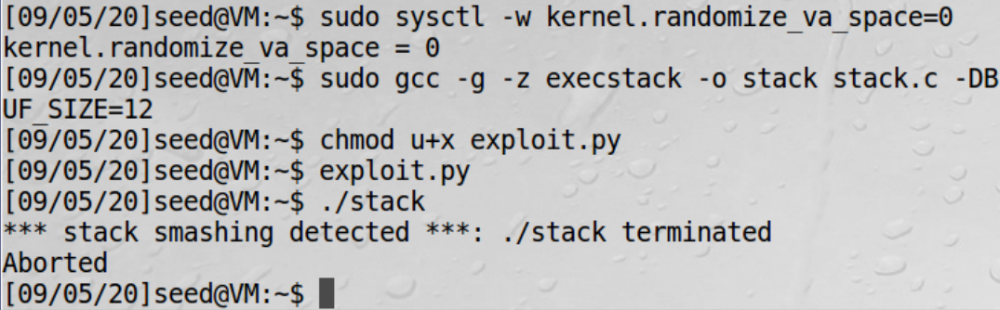 [09/05/20]seed@VM:~$ sudo sysctl -w kernel.randomize_va_space=0
kernel.randomize_va_space = 0
[09/05/20]seed@VM:~$ sudo gcc -g -z execstack -o stack stack.c -DB
UF_SIZE=12
[09/05/20]seed@VM:~$ chmod u+x exploit.py
[09/05/20]seed@VM:~$ exploit.py
[09/05/20]seed@VM:~$ ./stack
*** stack smashing detected ***: ./stack terminated
Aborted
[09/05/20]seed@VM:~$